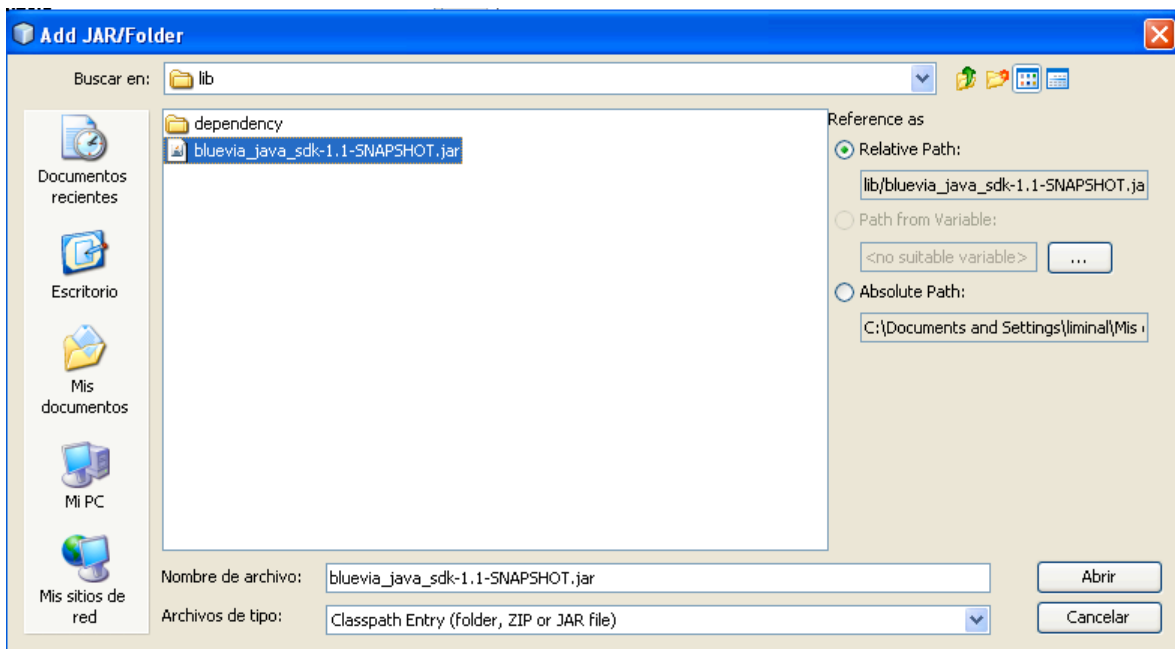 Add JAR/Folder
Buscar en:
lib
Documentos
recientes
Escritorio
Mis
documentos
Mi PC
Mis sitios de
red
dependency
bluevia_java_sdk-1.1-SNAPSHOT.jar
Reference as
Relative Path:
lib/bluevia_java_sdk-1.1-SNAPSHOT.ja
Path from Variable:
<no suitable variable>
...
Absolute Path:
C:\Documents and Settings\liminal\Mis
Nombre de archivo:
bluevia_java_sdk-1.1-SNAPSHOT.jar
Abrir
Archivos de tipo:
Classpath Entry (folder, ZIP or JAR file)
Cancelar